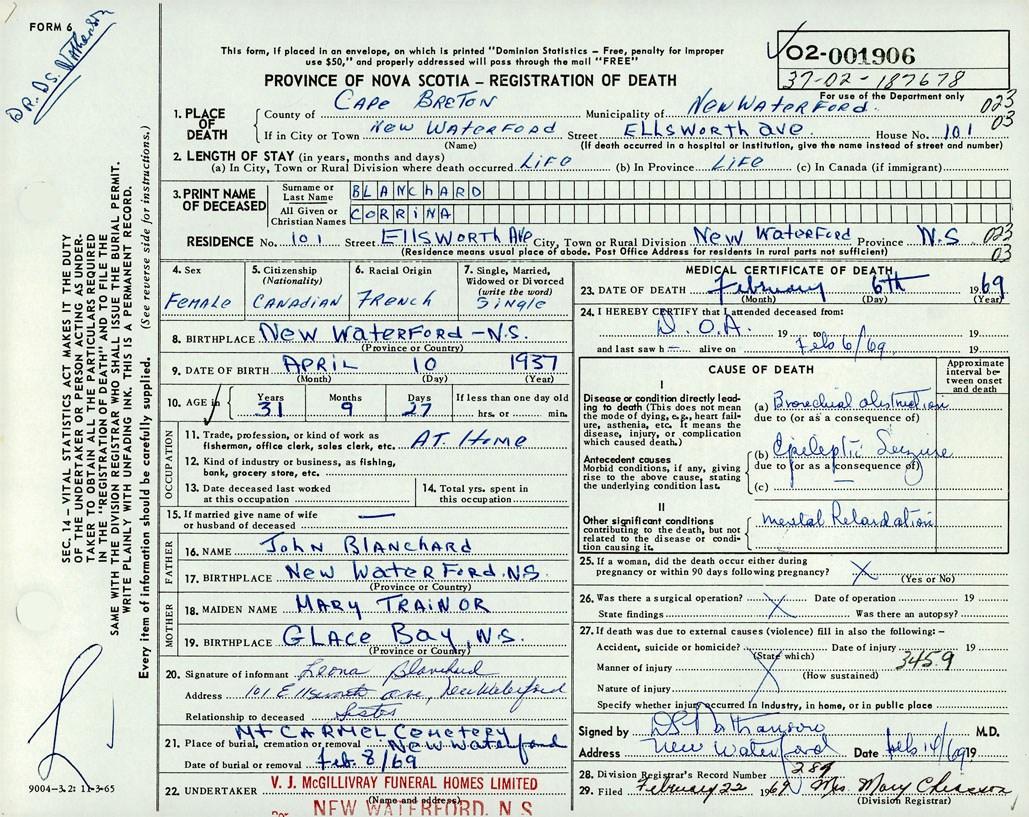 FORM 6
DR. D.S. Nathanson
This form, if placed in an envelope, on which is printed "Dominion Statistics – Free, penalty for improper
use $50," and properly addressed will pass through the mail "FREE"
PROVINCE OF NOVA SCOTIA – REGISTRATION OF DEATH
02-001906
37-02-187678
For use of the Department only
023
03
1. PLACE OF DEATH
County of CAPE BRETON Municipality of NEW WATERFORD
If in City or Town NEW WATERFORD Street ELLSWORTH AVE. House No. 101
(Name) (If death occurred in a hospital or institution, give the name instead of street and number)
2. LENGTH OF STAY (in years, months and days)
(a) In City, Town or Rural Division where death occurred LIFE (b) In Province LIFE (c) In Canada (if immigrant)
3. PRINT NAME OF DECEASED
Surname or Last Name BLANCHARD
All Given or Christian Names CORRINA
RESIDENCE No. 101 Street ELLSWORTH AVE City, Town or Rural Division NEW WATERFORD Province N.S 023
03
(Residence means usual place of abode. Post Office Address for residents in rural parts not sufficient)
4. Sex
FEMALE
5. Citizenship
(Nationality)
CANADIAN
6. Racial Origin
FRENCH
7. Single, Married,
Widowed or Divorced
(write the word)
SINGLE
8. BIRTHPLACE NEW WATERFORD – N.S.
(Province or Country)
9. DATE OF BIRTH APRIL 10 1937
(Month) (Day) (Year)
10. AGE in
Years Months Days If less than one day old
31 9 27 hrs. or min.
OCCUPATION
11. Trade, profession, or kind of work as
fisherman, office clerk, sales clerk, etc. AT HOME
12. Kind of industry or business, as fishing,
bank, grocery store, etc.
13. Date deceased last worked
at this occupation
14. Total yrs. spent in
this occupation
15. If married give name of wife
or husband of deceased —
FATHER
16. NAME JOHN BLANCHARD
17. BIRTHPLACE NEW WATERFORD. N.S.
(Province or Country)
MOTHER
18. MAIDEN NAME MARY TRAINOR
19. BIRTHPLACE GLACE BAY, N.S.
(Province or Country)
20. Signature of informant Leona Blanchard
Address 101 Ellsworth Ave, New Waterford
Relationship to deceased Sister
MT CARMEL CEMETERY
21. Place of burial, cremation or removal NEW WATERFORD
Date of burial or removal Feb. 8/69
22. UNDERTAKER V. J. McGILLIVRAY FUNERAL HOMES LIMITED
(Name and address)
Per NEW WATERFORD, N.S.
MEDICAL CERTIFICATE OF DEATH
23. DATE OF DEATH February 6th 1969
(Month) (Day) (Year)
24. I HEREBY CERTIFY that I attended deceased from:
D.O.A. 19 to 19
and last saw h – alive on Feb 6/69 19
CAUSE OF DEATH
Approximate
interval be-
tween onset
and death
I
Disease or condition directly lead-
ing to death (This does not mean
the mode of dying, e.g., heart fail-
ure, asthenia, etc. It means the
disease, injury, or complication
which caused death.)
(a) Bronchial obstruction
due to (or as a consequence of)
Antecedent causes
Morbid conditions, if any, giving
rise to the above cause, stating
the underlying condition last.
(b) Epileptic Seizure
due to (or as a consequence of)
(c)
II
Other significant conditions
contributing to the death, but not
related to the disease or condi-
tion causing it.
Mental Retardation
25. If a woman, did the death occur either during
pregnancy or within 90 days following pregnancy? X
(Yes or No)
26. Was there a surgical operation? X Date of operation 19
State findings Was there an autopsy?
27. If death was due to external causes (violence) fill in also the following: –
Accident, suicide or homicide? Date of injury 19
(State which) 3459
Manner of injury X (How sustained)
Nature of injury
Specify whether injury occurred in Industry, in home, or in public place
Signed by DS Nathanson M.D.
Address New Waterford Date Feb 14/69 19
28. Division Registrar's Record Number 289
29. Filed February 22 1969 Mrs. Mary Chiasson
(Division Registrar)
SEC. 14 – VITAL STATISTICS ACT MAKES IT THE DUTY
OF THE UNDERTAKER OR PERSON ACTING AS UNDER-
TAKER TO OBTAIN ALL THE PARTICULARS REQUIRED
IN THE "REGISTRATION OF DEATH" AND TO FILE THE
SAME WITH THE DIVISION REGISTRAR WHO SHALL ISSUE THE BURIAL PERMIT.
WRITE PLAINLY WITH UNFADING INK. THIS IS A PERMANENT RECORD.
Every item of information should be carefully supplied. (See reverse side for instructions.)
9004–3.2: 11-3-65